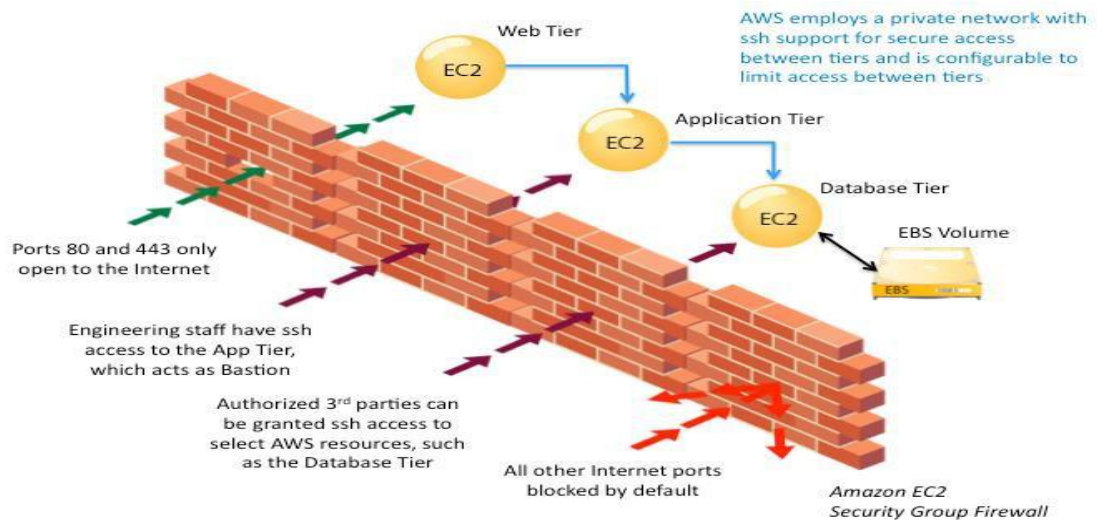 Web Tier
EC2
AWS employs a private network with
ssh support for secure access
between tiers and is configurable to
limit access between tiers
Application Tier
EC2
Database Tier
EC2
EBS Volume
EBS
Ports 80 and 443 only
open to the Internet
Engineering staff have ssh
access to the App Tier,
which acts as Bastion
Authorized 3rd parties can
be granted ssh access to
select AWS resources, such
as the Database Tier
All other Internet ports
blocked by default
Amazon EC2
Security Group Firewall